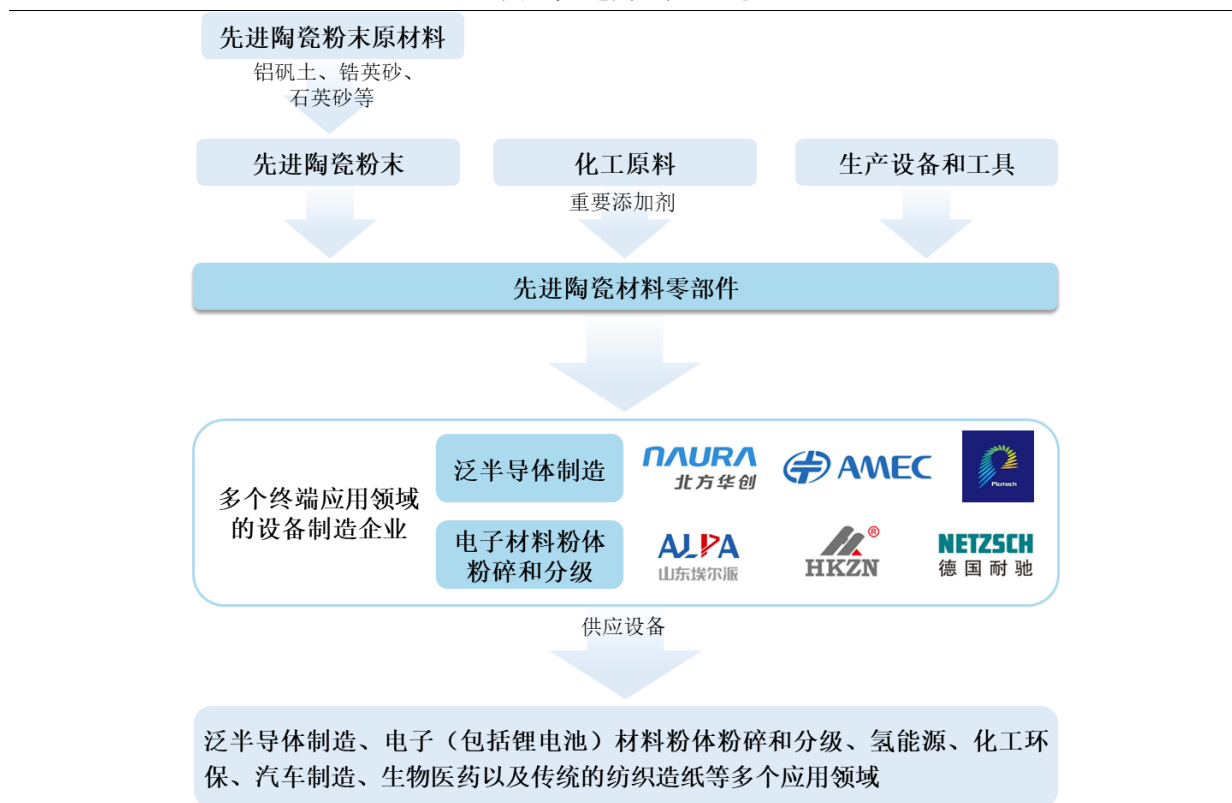 先进陶瓷粉末原材料
铝矾土、锆英砂、
石英砂等
先进陶瓷粉末
化工原料
生产设备和工具
重要添加剂
先进陶瓷材料零部件
多个终端应用领域
的设备制造企业
泛半导体制造
NAURA
北方华创
AMEC
Piotech
电子材料粉体
粉碎和分级
ALPA
山东埃尔派
HKZN
®
NETZSCH
德国耐驰
供应设备
泛半导体制造、电子（包括锂电池）材料粉体粉碎和分级、氢能源、化工环
保、汽车制造、生物医药以及传统的纺织造纸等多个应用领域